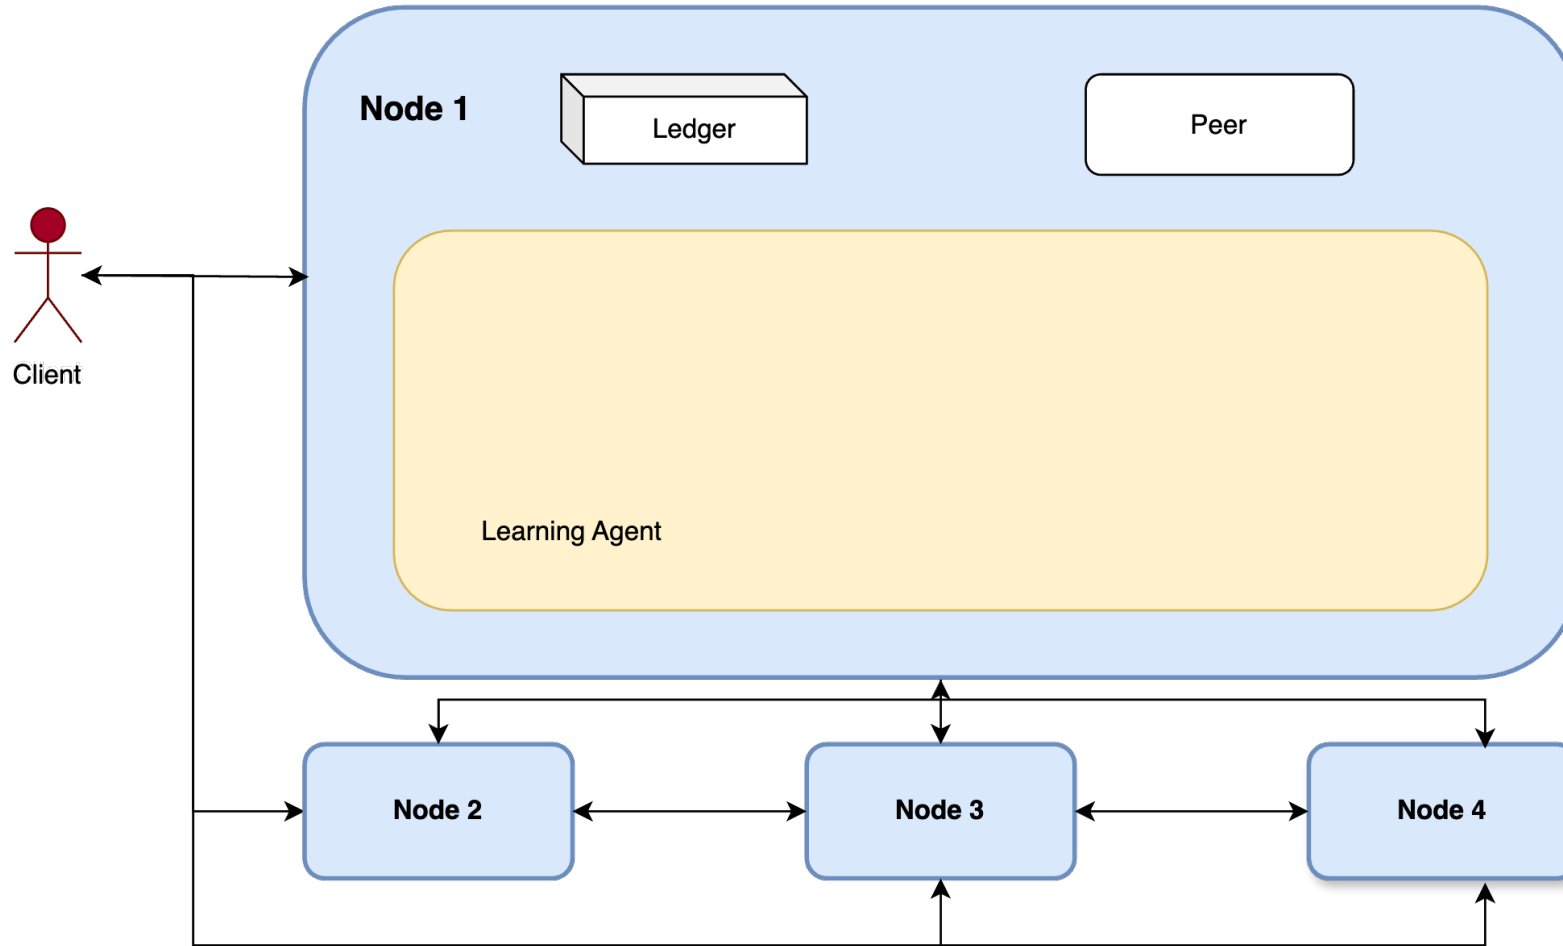 Node 1
Ledger
Peer
Client
Learning Agent
Node 2
Node 3
Node 4